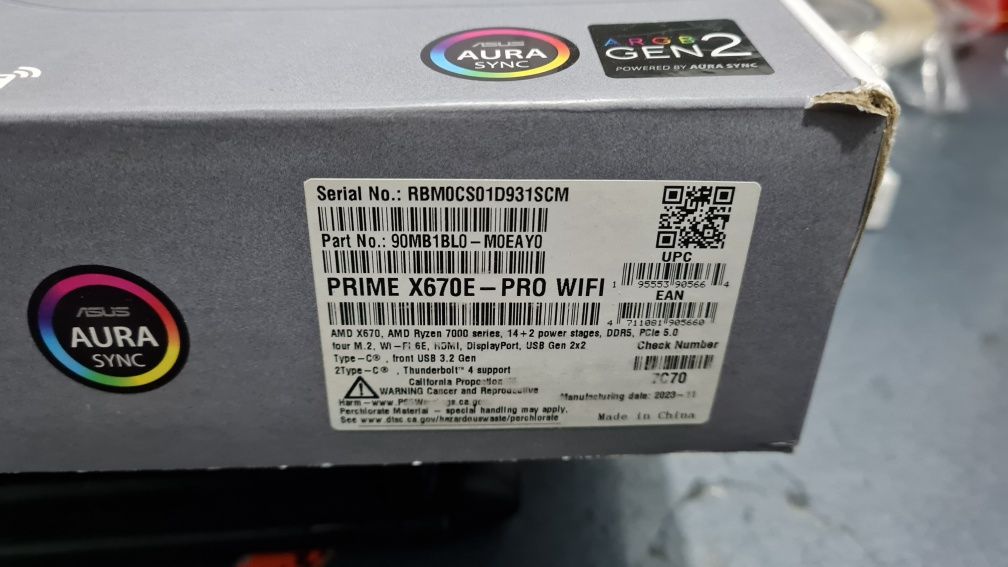 ASUS
AURA
SYNC
ARGB
GEN2
POWERED BY AURA SYNC
Serial No.: RBM0CS01D931SCM
Part No.: 90MB1BL0-M0EAY0
UPC
PRIME X670E-PRO WIFI
1 95553 90566 4
EAN
4 711081 905660
AMD X670, AMD Ryzen 7000 series, 14+2 power stages, DDR5, PCIe 5.0
four M.2, Wi-Fi 6E, HDMI, DisplayPort, USB Gen 2x2
Type-C®, front USB 3.2 Gen
2Type-C®, Thunderbolt™ 4 support
Check Number
7C70
California
WARNING Cancer and Reproductive
Harm-www.
Perchlorate Material - special handling may apply.
See www.dtsc.ca.gov/hazardouswaste/perchlorate
Manufacturing date: 2023-
Made in China
ASUS
AURA
SYNC